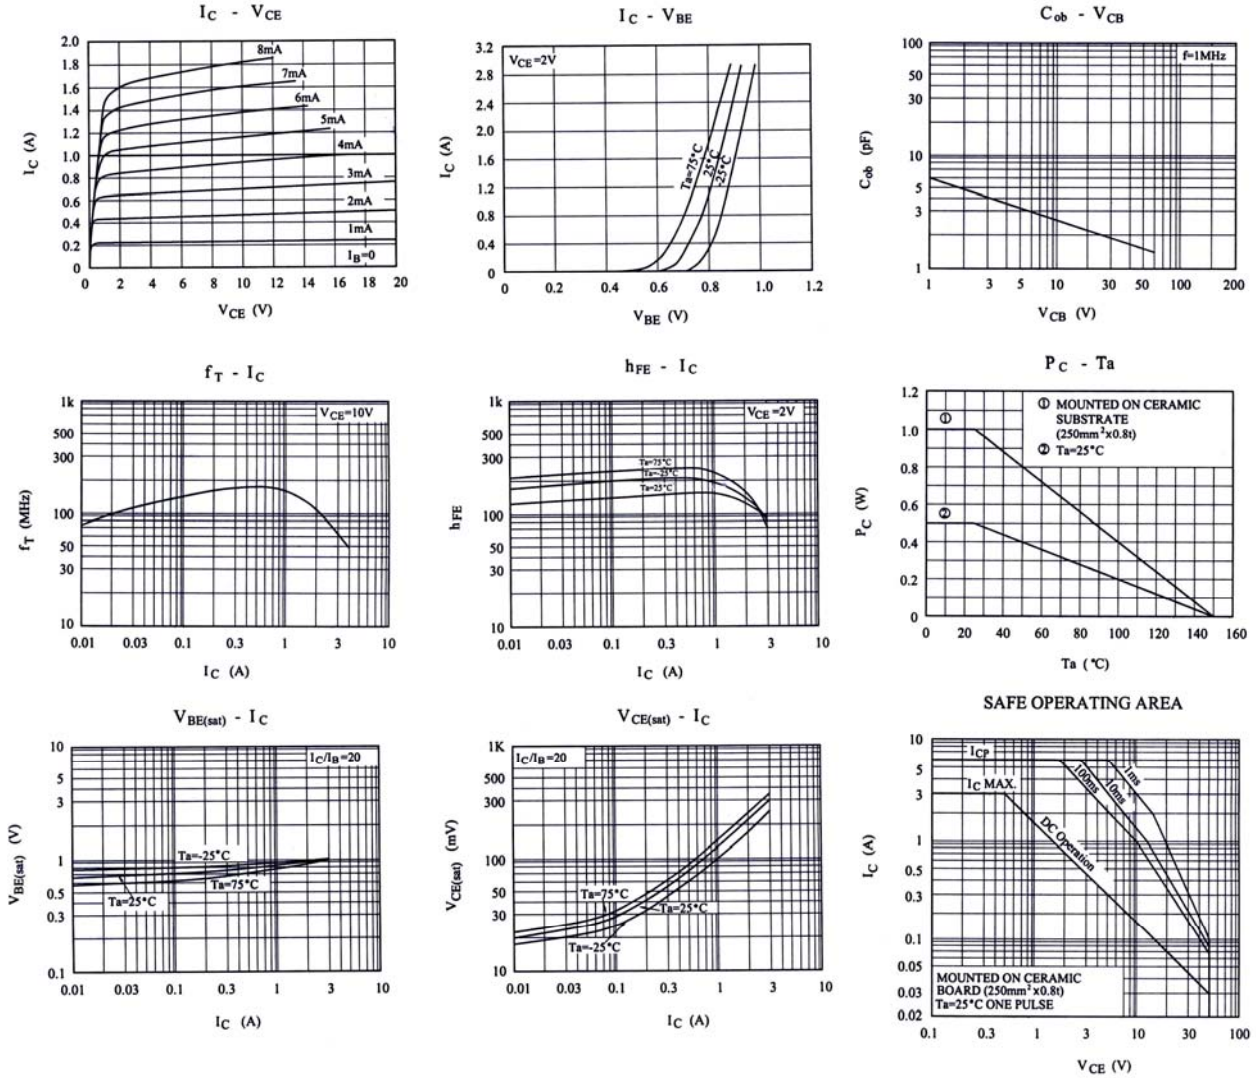 IC - VCE
2.0
1.8
1.6
1.4
1.2
1.0
0.8
0.6
0.4
0.2
0
IC (A)
8mA
7mA
6mA
5mA
4mA
3mA
2mA
1mA
IB=0
0 2 4 6 8 10 12 14 16 18 20
VCE (V)
IC - VBE
3.2
2.8
2.4
2.0
1.6
1.2
0.8
0.4
0
IC (A)
VCE=2V
Ta=75°C
25°C
-25°C
0 0 0.2 0.4 0.6 0.8 1.0 1.2
VBE (V)
Cob - VCB
100
50
30
10
5
3
1
Cob (pF)
f=1MHz
1 3 5 10 30 50 100 200
VCB (V)
fT - IC
1k
500
300
100
50
30
10
fT (MHz)
VCE=10V
0.01 0.03 0.1 0.3 1 3 10
IC (A)
hFE - IC
1k
500
300
100
50
30
10
hFE
VCE=2V
Ta=75°C
Ta=-25°C
Ta=25°C
0.01 0.03 0.1 0.3 1 3 10
IC (A)
PC - Ta
1.2
1.0
0.8
0.6
0.4
0.2
0
PC (W)
① MOUNTED ON CERAMIC
SUBSTRATE
(250mm²x0.8t)
② Ta=25°C
①
②
0 20 40 60 80 100 120 140 160
Ta (°C)
VBE(sat) - IC
10
5
3
1
0.5
0.3
0.1
VBE(sat) (V)
IC/IB=20
Ta=-25°C
Ta=75°C
Ta=25°C
0.01 0.03 0.1 0.3 1 3 10
IC (A)
VCE(sat) - IC
1K
500
300
100
50
30
10
VCE(sat) (mV)
IC/IB=20
Ta=75°C
Ta=25°C
Ta=-25°C
0.01 0.03 0.1 0.3 1 3 10
IC (A)
SAFE OPERATING AREA
10
5
3
1
0.5
0.3
0.1
0.05
0.03
0.02
IC (A)
ICP
IC MAX.
1ms
10ms
100ms
DC Operation
MOUNTED ON CERAMIC
BOARD (250mm²x0.8t)
Ta=25°C ONE PULSE
0.1 0.3 1 3 10 30 100
VCE (V)